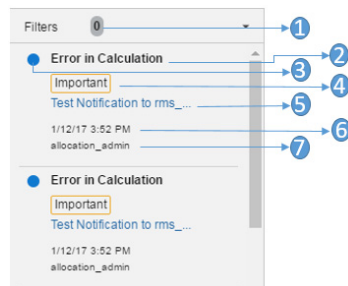 Filters 0 1
Error in Calculation 2
3
Important 4
Test Notification to rms_... 5
1/12/17 3:52 PM 6
allocation_admin 7
Error in Calculation
Important
Test Notification to rms_...
1/12/17 3:52 PM
allocation_admin